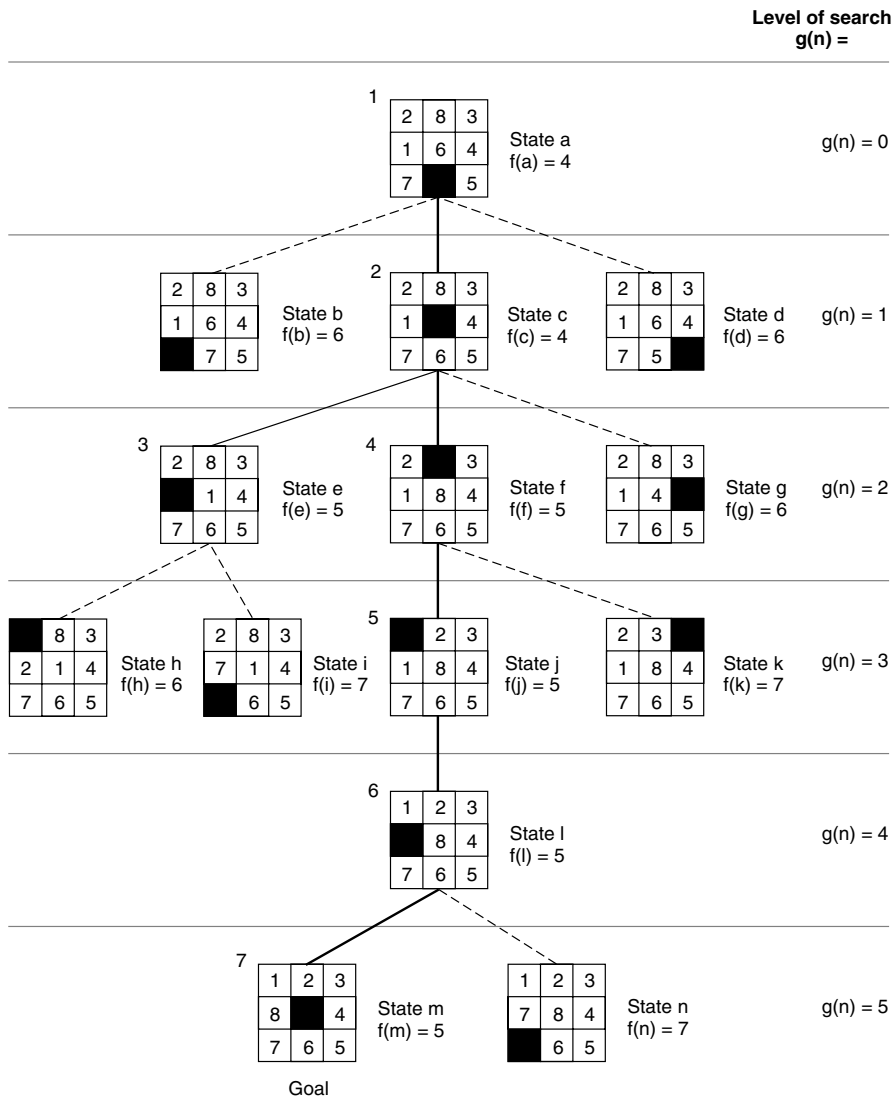 Level of search
g(n) =
1
2 8 3
1 6 4
7 5
State a
f(a) = 4
g(n) = 0
2 8 3
1 6 4
7 5
State b
f(b) = 6
2
2 8 3
1 4
7 6 5
State c
f(c) = 4
2 8 3
1 6 4
7 5
State d
f(d) = 6
g(n) = 1
3
2 8 3
1 4
7 6 5
State e
f(e) = 5
4
2 3
1 8 4
7 6 5
State f
f(f) = 5
2 8 3
1 4
7 6 5
State g
f(g) = 6
g(n) = 2
8 3
2 1 4
7 6 5
State h
f(h) = 6
2 8 3
7 1 4
6 5
State i
f(i) = 7
5
2 3
1 8 4
7 6 5
State j
f(j) = 5
2 3
1 8 4
7 6 5
State k
f(k) = 7
g(n) = 3
6
1 2 3
8 4
7 6 5
State l
f(l) = 5
g(n) = 4
7
1 2 3
8 4
7 6 5
State m
f(m) = 5
Goal
1 2 3
7 8 4
6 5
State n
f(n) = 7
g(n) = 5